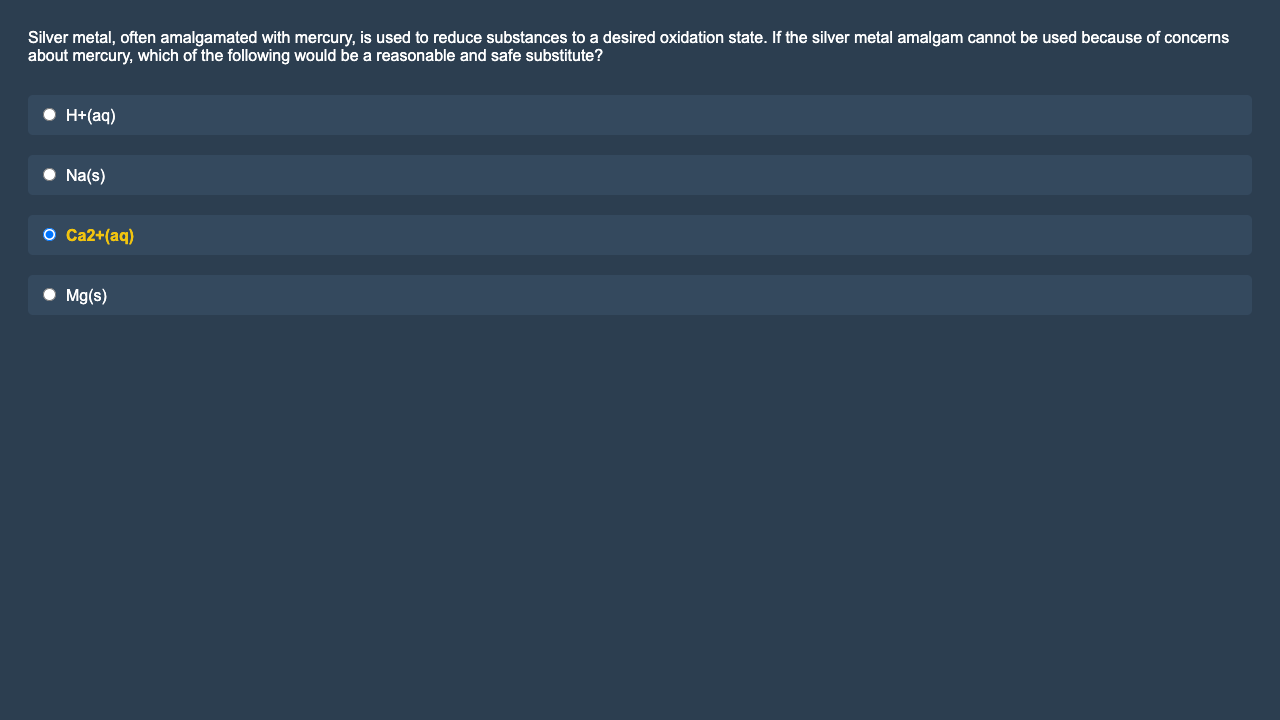 Silver metal, often amalgamated with mercury, is used to reduce substances to a desired oxidation state. If the silver metal amalgam cannot be used because of concerns
about mercury, which of the following would be a reasonable and safe substitute?
H+(aq)
Na(s)
Ca2+(aq)
Mg(s)